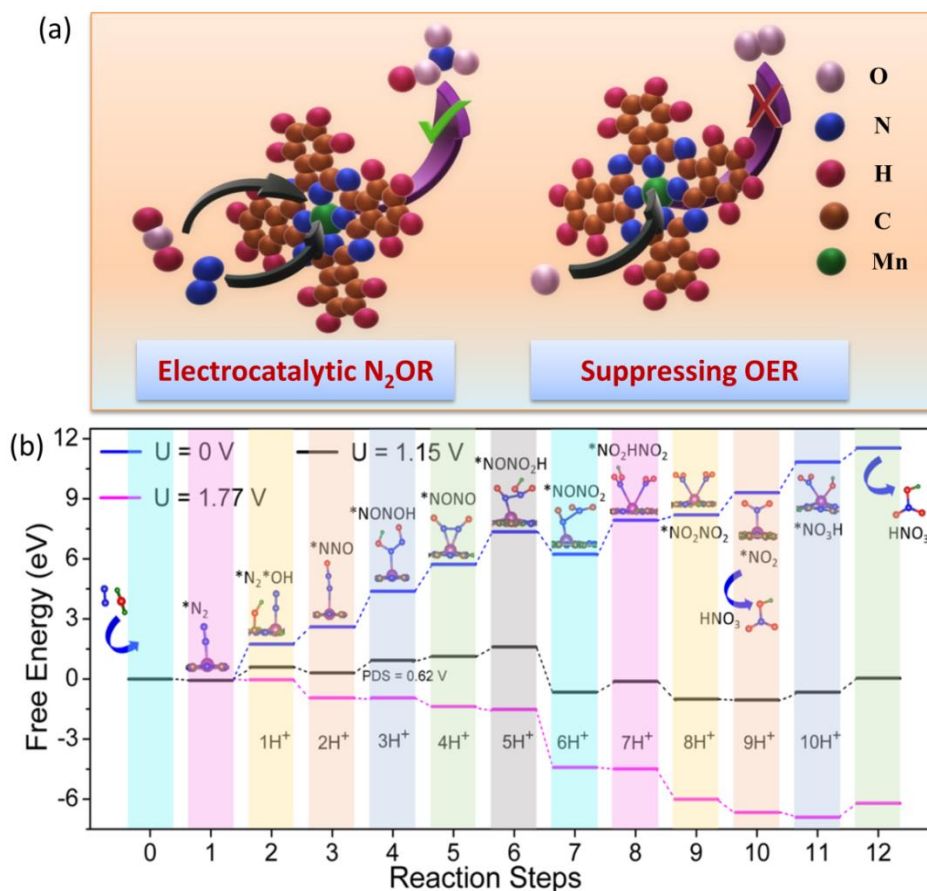 (a)
O
N
H
C
Mn
Electrocatalytic N₂OR
Suppressing OER
(b)
12
9
6
3
0
-3
-6
Free Energy (eV)
U = 0 V
U = 1.15 V
U = 1.77 V
*N₂
*N₂*OH
*NNO
*NONOH
*NONO
*NONO₂H
*NONO₂
*NO₂HNO₂
*NO₂NO₂
*NO₂
HNO₃
*NO₃H
HNO₃
PDS = 0.62 V
1H⁺
2H⁺
3H⁺
4H⁺
5H⁺
6H⁺
7H⁺
8H⁺
9H⁺
10H⁺
0 1 2 3 4 5 6 7 8 9 10 11 12
Reaction Steps